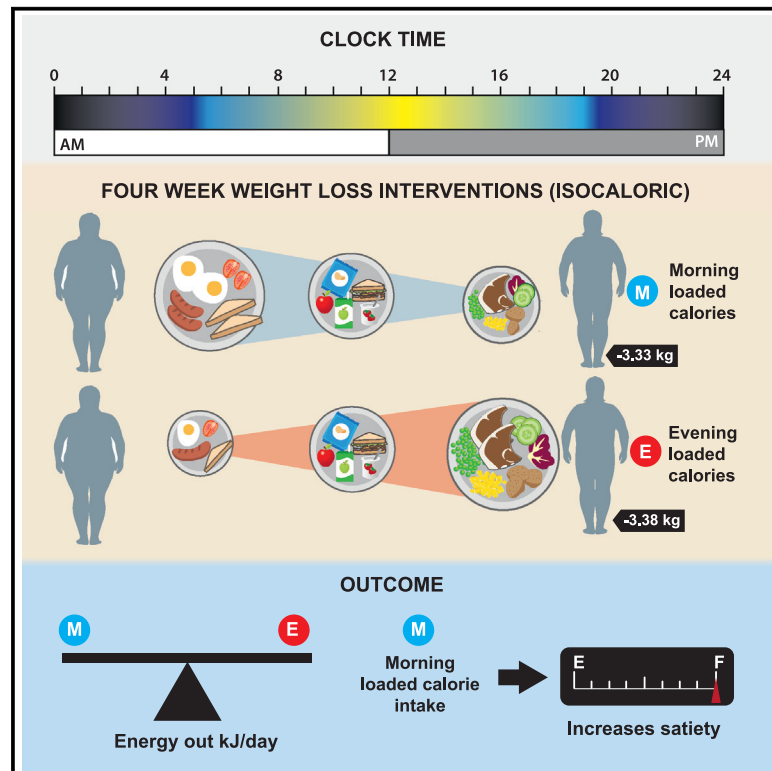 CLOCK TIME
0 4 8 12 16 20 24
AM PM
FOUR WEEK WEIGHT LOSS INTERVENTIONS (ISOCALORIC)
M Morning
loaded
calories
-3.33 kg
E Evening
loaded
calories
-3.38 kg
OUTCOME
M E M
Morning
loaded calorie
intake
E F
Energy out kJ/day
Increases satiety